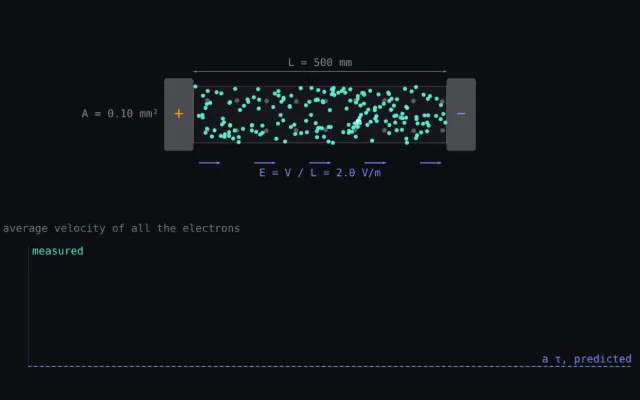 L = 500 mm
A = 0.10 mm²
+
−
E = V / L = 2.0 V/m
average velocity of all the electrons
measured
a τ, predicted